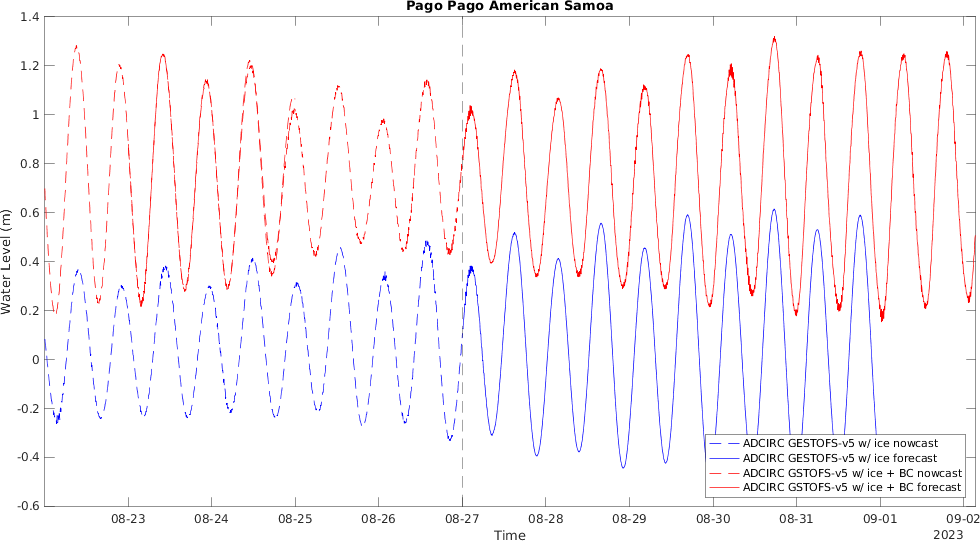 Pago Pago American Samoa
1.4
1.2
1
0.8
0.6
0.4
0.2
0
-0.2
-0.4
-0.6
Water Level (m)
ADCIRC GESTOFS-v5 w/ ice nowcast
ADCIRC GESTOFS-v5 w/ ice forecast
ADCIRC GSTOFS-v5 w/ ice + BC nowcast
ADCIRC GSTOFS-v5 w/ ice + BC forecast
08-23 08-24 08-25 08-26 08-27 08-28 08-29 08-30 08-31 09-01 09-02
Time
2023